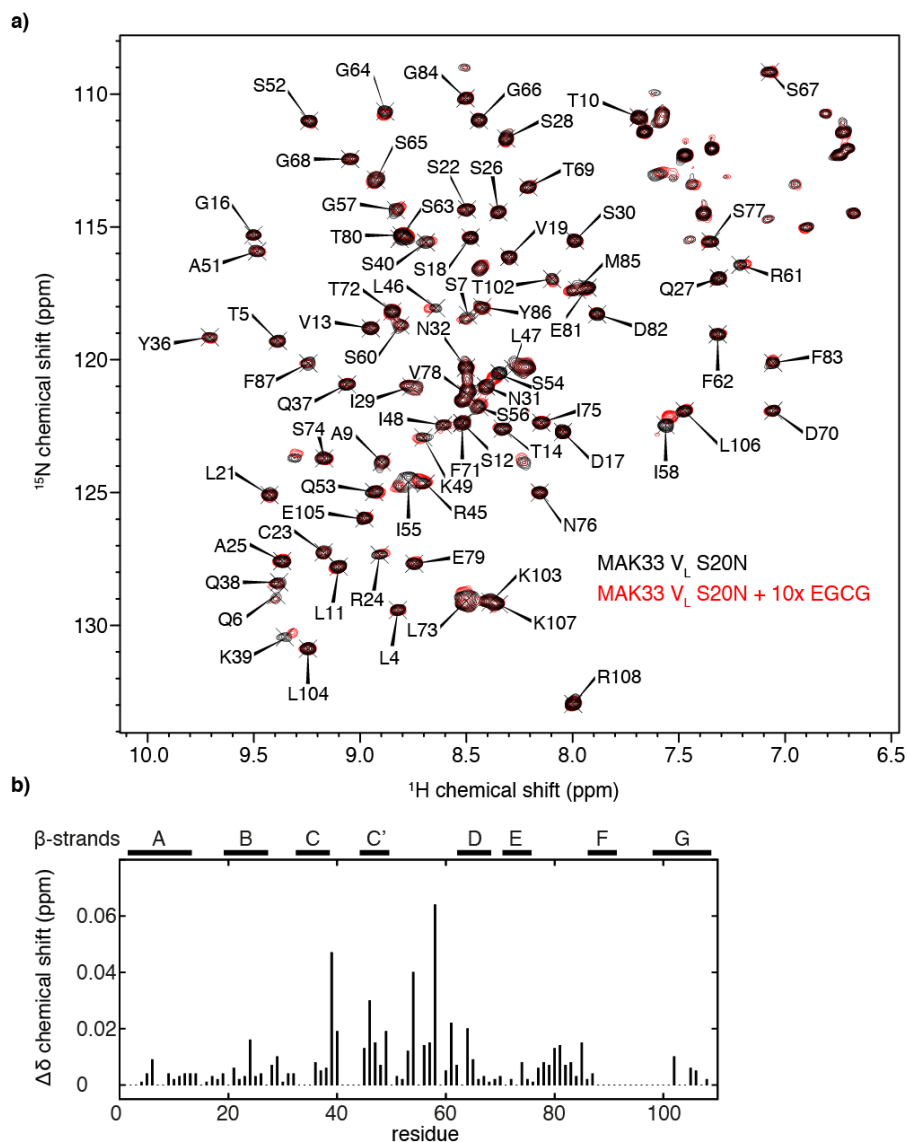 a)
G64
G84
S52
G66
S67
T10
S28
S65
G68
S22
S26
T69
G57
S63
S77
G16
V19
S30
T80
A51
S40
S18
R61
M85
S7
T102
Q27
T72
L46
E81
T5
V13
Y86
D82
N32
L47
Y36
S60
F83
V78
S54
F62
F87
N31
I29
S56
I75
Q37
I48
L106
D70
S74
A9
S12
T14
D17
I58
F71
K49
L21
Q53
R45
N76
E105
I55
C23
A25
E79
MAK33 VL S20N
K103
Q38
R24
MAK33 VL S20N + 10x EGCG
L11
Q6
L73
K107
L4
K39
R108
L104
110
115
120
125
130
15N chemical shift (ppm)
10.0 9.5 9.0 8.5 8.0 7.5 7.0 6.5
1H chemical shift (ppm)
b)
β-strands A B C C' D E F G
Δδ chemical shift (ppm)
0.06
0.04
0.02
0
0 20 40 60 80 100
residue